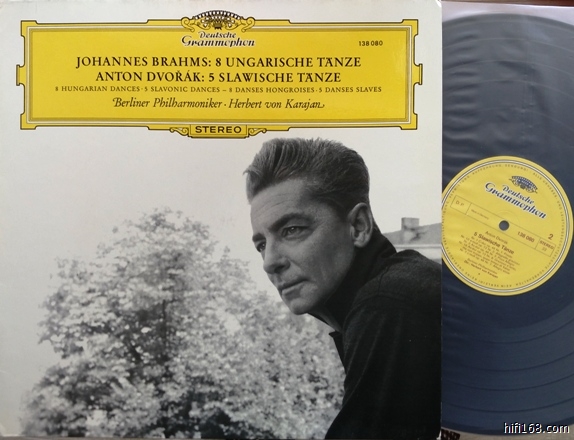 Deutsche
Grammophon
138 080
JOHANNES BRAHMS: 8 UNGARISCHE TÄNZE
ANTON DVOŘÁK: 5 SLAWISCHE TÄNZE
8 HUNGARIAN DANCES · 5 SLAVONIC DANCES – 8 DANSES HONGROISES · 5 DANSES SLAVES
Berliner Philharmoniker · Herbert von Karajan
STEREO
Deutsche
Grammophon
138 080
2
5 Slawische Tänze
hifi168.com